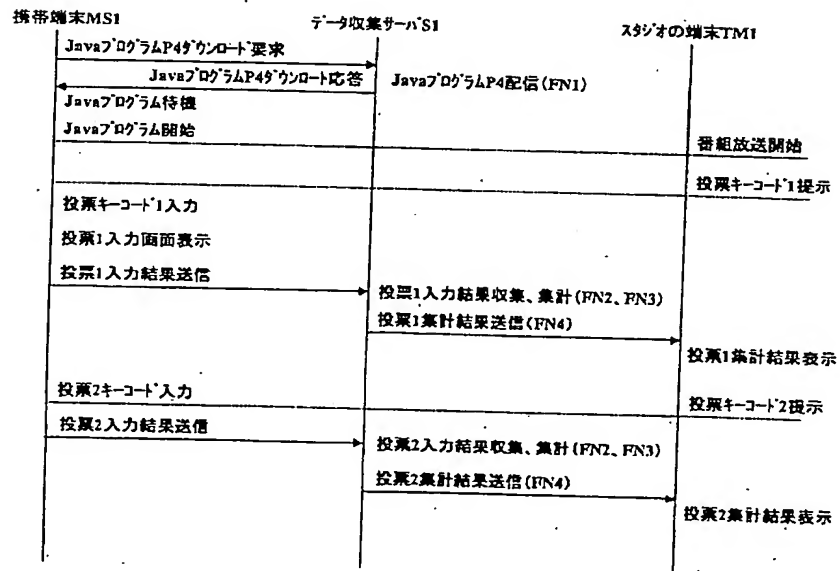 携帯端末MS1
データ収集サーバS1
スタジオの端末TM1
JavaプログラムP4ダウンロード要求
JavaプログラムP4ダウンロート応答
JavaプログラムP4配信(FN1)
Javaプログラム待機
Javaプログラム開始
番組放送開始
投票キーコード1提示
投票キーコード1入力
投票1入力画面表示
投票1入力結果送信
投票1入力結果収集、集計(FN2、FN3)
投票1集計結果送信(FN4)
投票1集計結果表示
投票2キーコード入力
投票キーコード2提示
投票2入力結果送信
投票2入力結果収集、集計(FN2、FN3)
投票2集計結果送信(FN4)
投票2集計結果表示